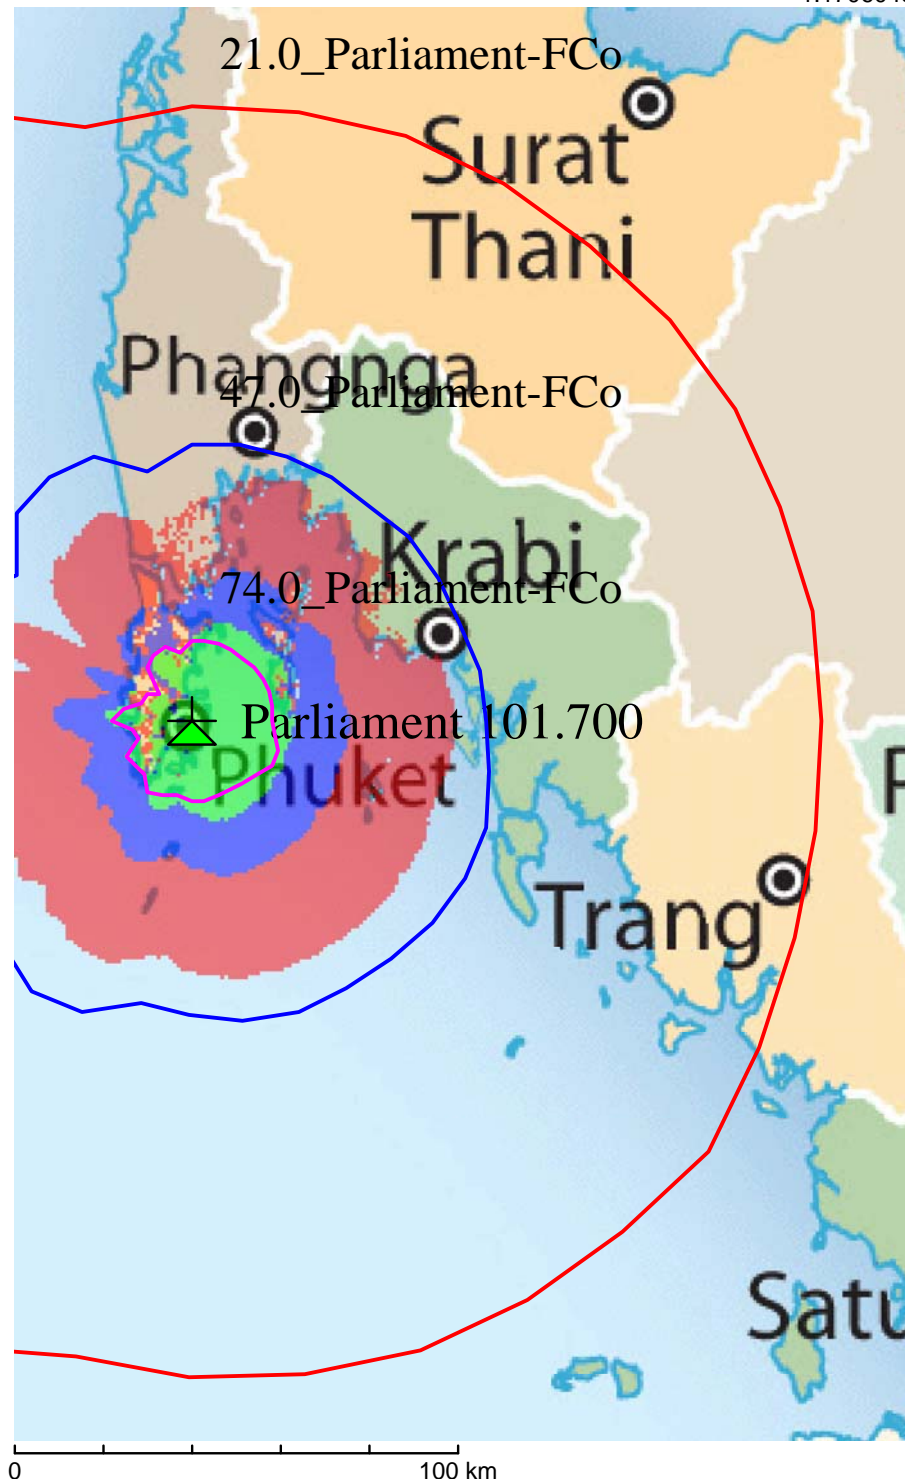 21.0_Parliament-FCo
Surat
Thani
Phangnga
47.0_Parliament-FCo
Krabi
74.0_Parliament-FCo
Parliament 101.700
Phuket
Trang
Satu
0
100 km